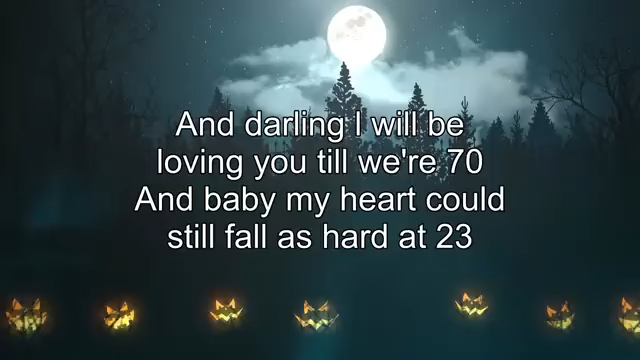 And darling I will be
loving you till we're 70
And baby my heart could
still fall as hard at 23